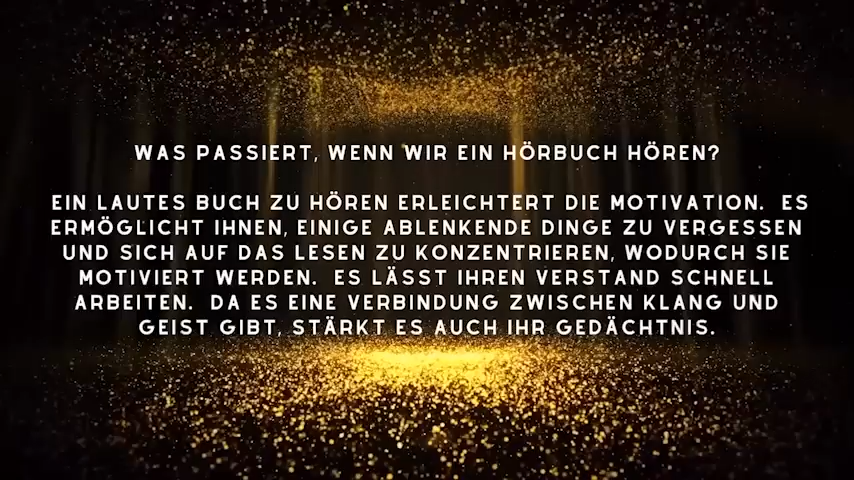 WAS PASSIERT, WENN WIR EIN HÖRBUCH HÖREN?
EIN LAUTES BUCH ZU HÖREN ERLEICHTERT DIE MOTIVATION. ES
ERMÖGLICHT IHNEN, EINIGE ABLENKENDE DINGE ZU VERGESSEN
UND SICH AUF DAS LESEN ZU KONZENTRIEREN, WODURCH SIE
MOTIVIERT WERDEN. ES LÄSST IHREN VERSTAND SCHNELL
ARBEITEN. DA ES EINE VERBINDUNG ZWISCHEN KLANG UND
GEIST GIBT, STÄRKT ES AUCH IHR GEDÄCHTNIS.